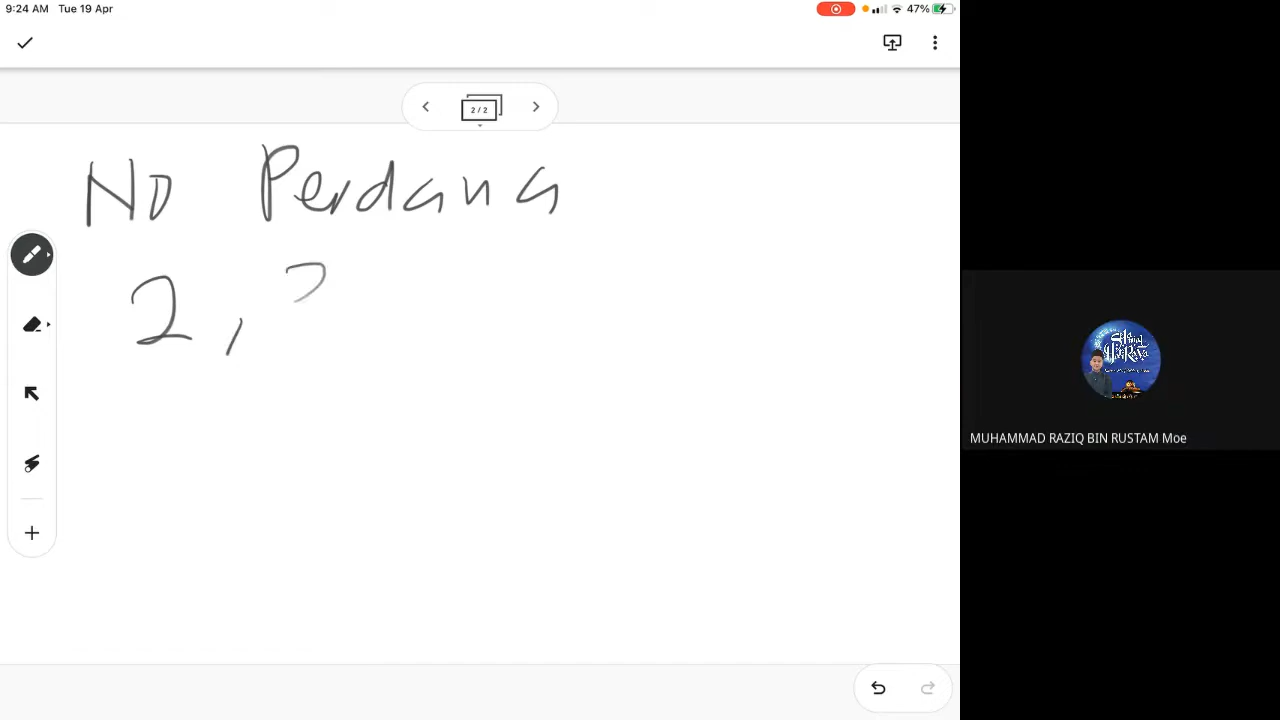 9:24 AM Tue 19 Apr
47%
2 / 2
No Perdana
2,
MUHAMMAD RAZIQ BIN RUSTAM Moe